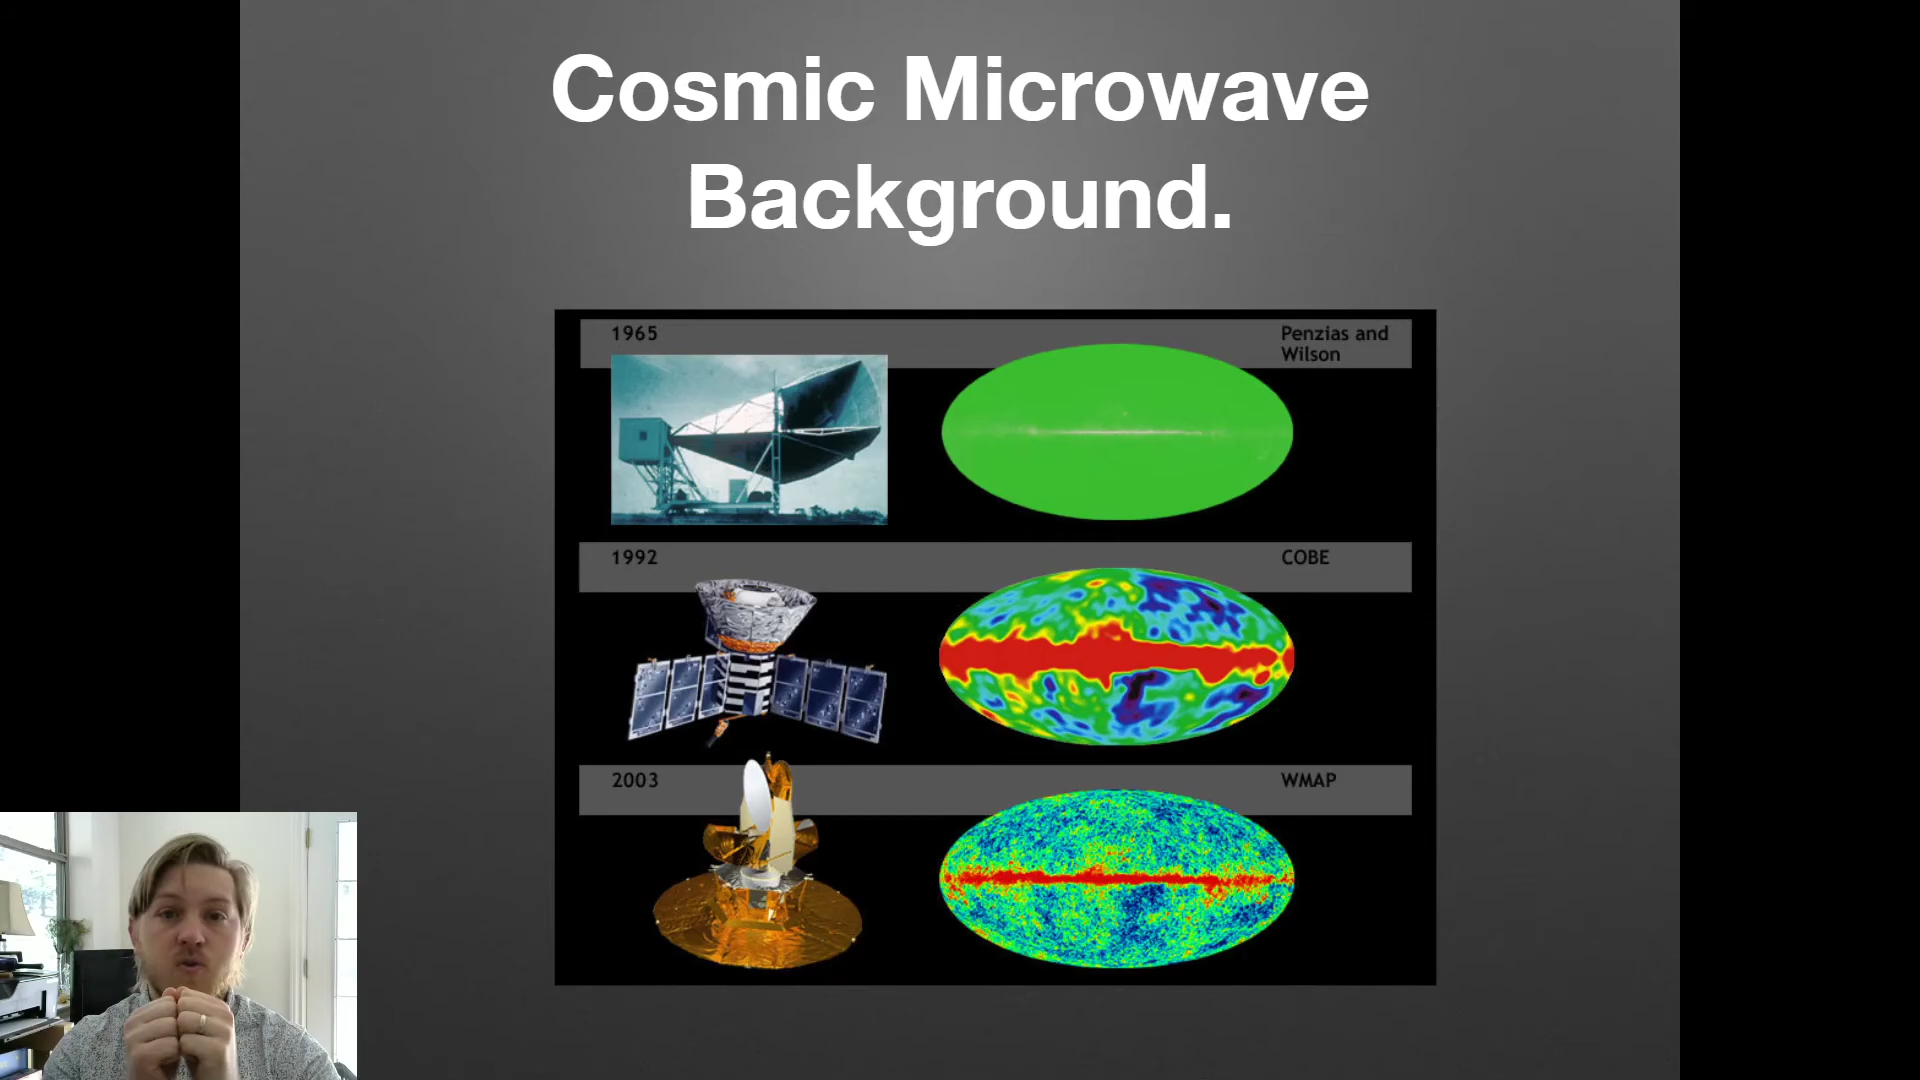 Cosmic Microwave
Background.
1965
Penzias and
Wilson
1992
COBE
2003
WMAP